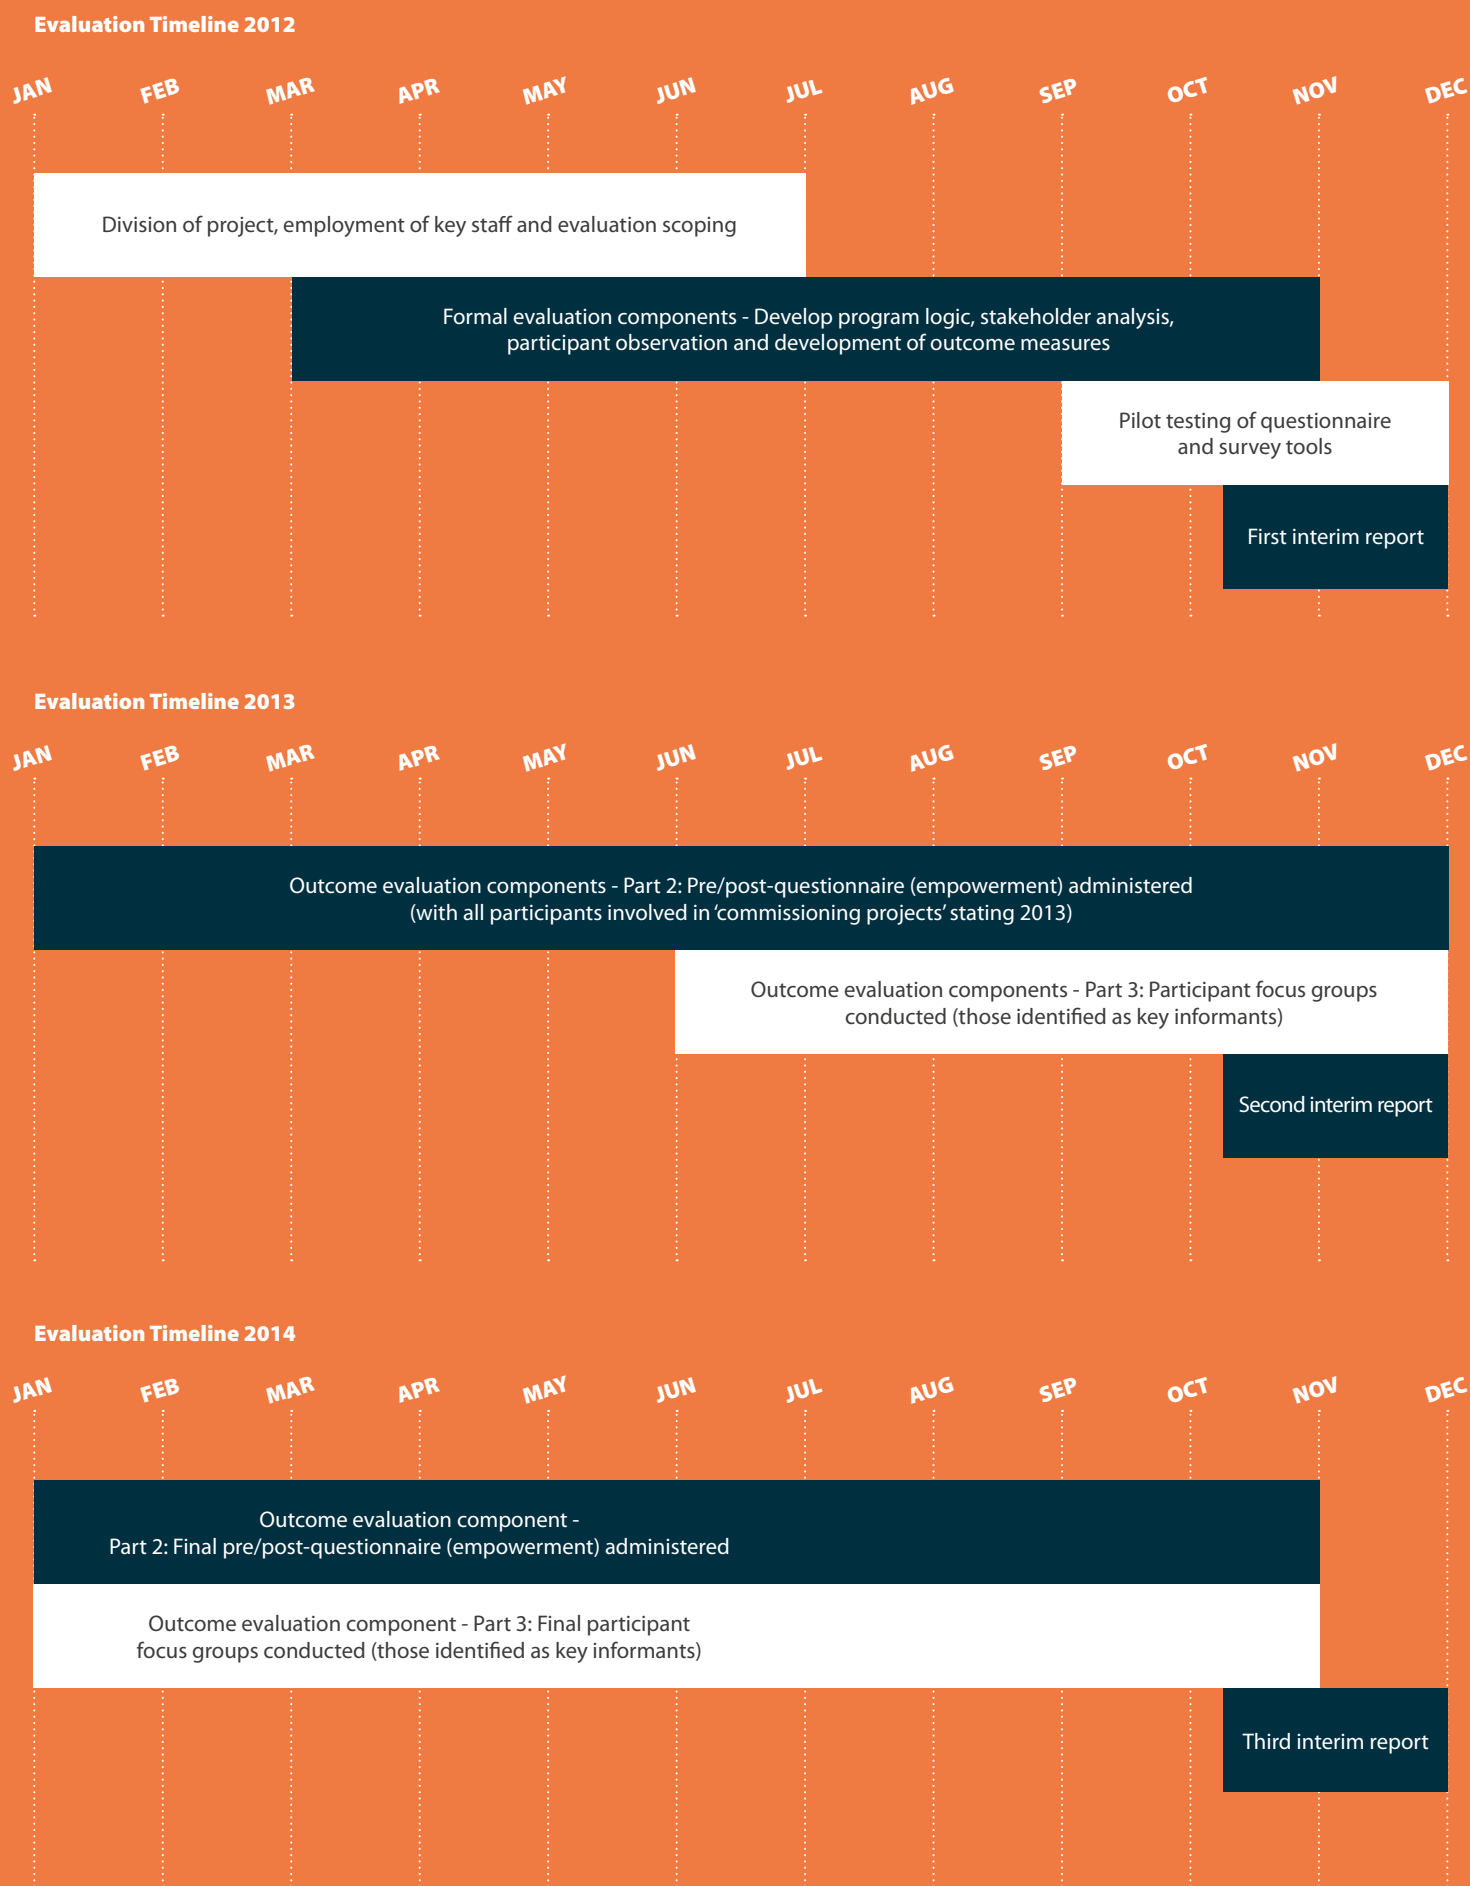 Evaluation Timeline 2012
JAN FEB MAR APR MAY JUN JUL AUG SEP OCT NOV DEC
Division of project, employment of key staff and evaluation scoping
Formal evaluation components - Develop program logic, stakeholder analysis,
participant observation and development of outcome measures
Pilot testing of questionnaire
and survey tools
First interim report
Evaluation Timeline 2013
JAN FEB MAR APR MAY JUN JUL AUG SEP OCT NOV DEC
Outcome evaluation components - Part 2: Pre/post-questionnaire (empowerment) administered
(with all participants involved in ‘commissioning projects’ stating 2013)
Outcome evaluation components - Part 3: Participant focus groups
conducted (those identified as key informants)
Second interim report
Evaluation Timeline 2014
JAN FEB MAR APR MAY JUN JUL AUG SEP OCT NOV DEC
Outcome evaluation component -
Part 2: Final pre/post-questionnaire (empowerment) administered
Outcome evaluation component - Part 3: Final participant
focus groups conducted (those identified as key informants)
Third interim report